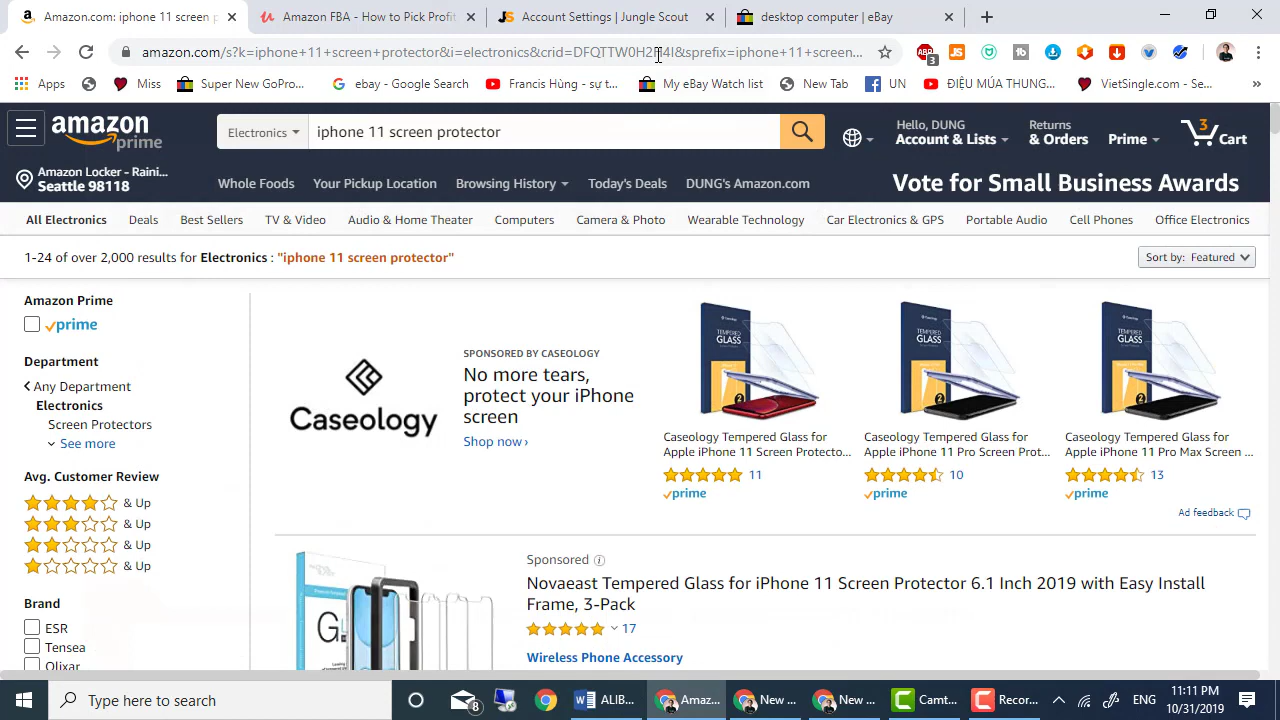 Amazon.com: iphone 11 screen p
Amazon FBA - How to Pick Profit
Account Settings | Jungle Scout
desktop computer | eBay
amazon.com/s?k=iphone+11+screen+protector&i=electronics&crid=
&sprefix=iphone+11+screen...
3
Apps
Miss
Super New GoPro...
ebay - Google Search
Francis Hùng - sự t...
My eBay Watch list
New Tab
UN
ĐIỆU MÚA THUNG...
VietSingle.com - Se...
»
amazon
prime
Electronics
iphone 11 screen protector
Hello, DUNG
Account & Lists
Returns
& Orders
Prime
3
Cart
Amazon Locker - Raini...
Seattle 98118
Whole Foods
Your Pickup Location
Browsing History
Today's Deals
DUNG's Amazon.com
Vote for Small Business Awards
All Electronics
Deals
Best Sellers
TV & Video
Audio & Home Theater
Computers
Camera & Photo
Wearable Technology
Car Electronics & GPS
Portable Audio
Cell Phones
Office Electronics
1-24 of over 2,000 results for Electronics : "iphone 11 screen protector"
Sort by: Featured
Amazon Prime
prime
Department
Any Department
Electronics
Screen Protectors
See more
Avg. Customer Review
& Up
& Up
& Up
& Up
Brand
ESR
Tensea
Olixar
Caseology
SPONSORED BY CASEOLOGY
No more tears,
protect your iPhone
screen
Shop now ›
TEMPERED
GLASS
2
Caseology Tempered Glass for
Apple iPhone 11 Screen Protecto...
11
prime
TEMPERED
GLASS
2
Caseology Tempered Glass for
Apple iPhone 11 Pro Screen Prot...
10
prime
TEMPERED
GLASS
2
Caseology Tempered Glass for
Apple iPhone 11 Pro Max Screen ...
13
prime
Ad feedback
Sponsored
Novaeast Tempered Glass for iPhone 11 Screen Protector 6.1 Inch 2019 with Easy Install
Frame, 3-Pack
17
Wireless Phone Accessory
Type here to search
8
ALIB...
Amaz...
New ...
New ...
Camt...
Recor...
ENG
11:11 PM
10/31/2019